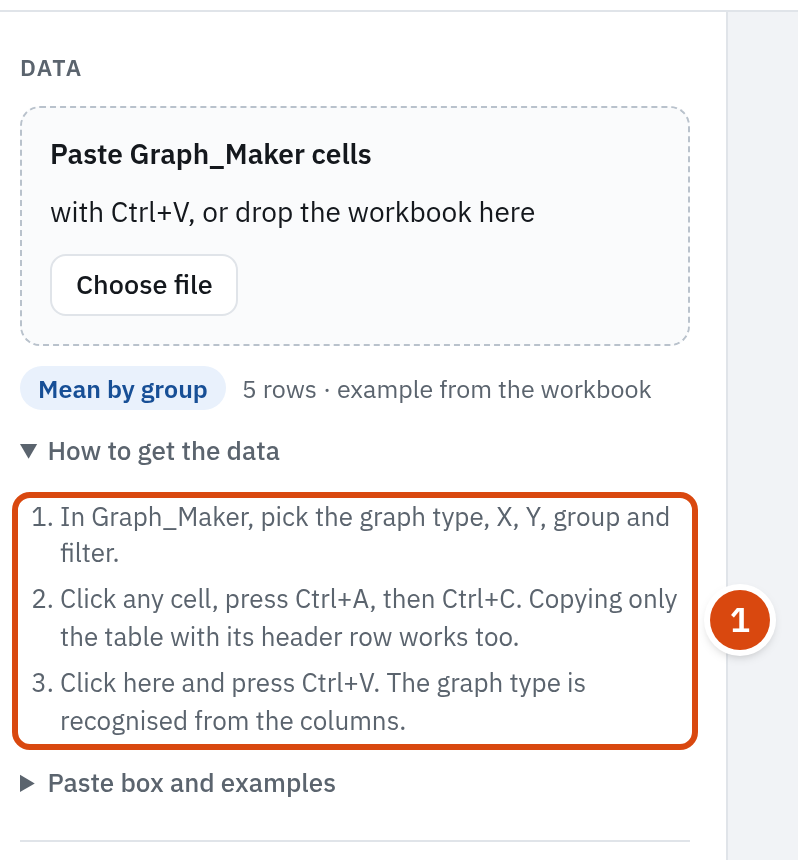 DATA
Paste Graph_Maker cells
with Ctrl+V, or drop the workbook here
Choose file
Mean by group 5 rows · example from the workbook
▼ How to get the data
1. In Graph_Maker, pick the graph type, X, Y, group and
filter.
2. Click any cell, press Ctrl+A, then Ctrl+C. Copying only
the table with its header row works too.
1
3. Click here and press Ctrl+V. The graph type is
recognised from the columns.
▶ Paste box and examples